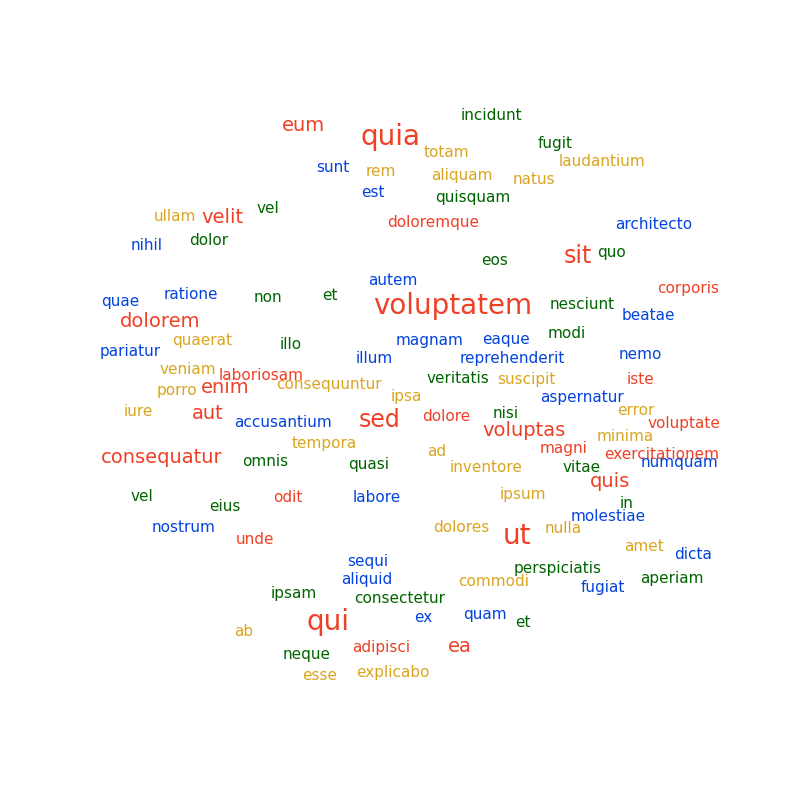 incidunt
eum
quia
fugit
totam
laudantium
sunt
rem
aliquam
natus
est
quisquam
vel
ullam
velit
doloremque
architecto
dolor
nihil
sit
quo
eos
autem
corporis
ratione
non
et
quae
voluptatem
nesciunt
beatae
dolorem
modi
quaerat
illo
magnam
eaque
pariatur
illum
reprehenderit
nemo
veniam
laboriosam
veritatis
suscipit
iste
porro
enim
consequuntur
ipsa
aspernatur
iure
aut
accusantium
sed
dolore
nisi
error
voluptate
voluptas
minima
tempora
ad
magni
exercitationem
consequatur
omnis
quasi
inventore
vitae
numquam
quis
vel
eius
odit
labore
ipsum
in
molestiae
nostrum
unde
dolores
ut
nulla
amet
dicta
sequi
perspiciatis
aliquid
commodi
fugiat
aperiam
ipsam
consectetur
qui
ex
quam
et
ab
neque
adipisci
ea
esse
explicabo